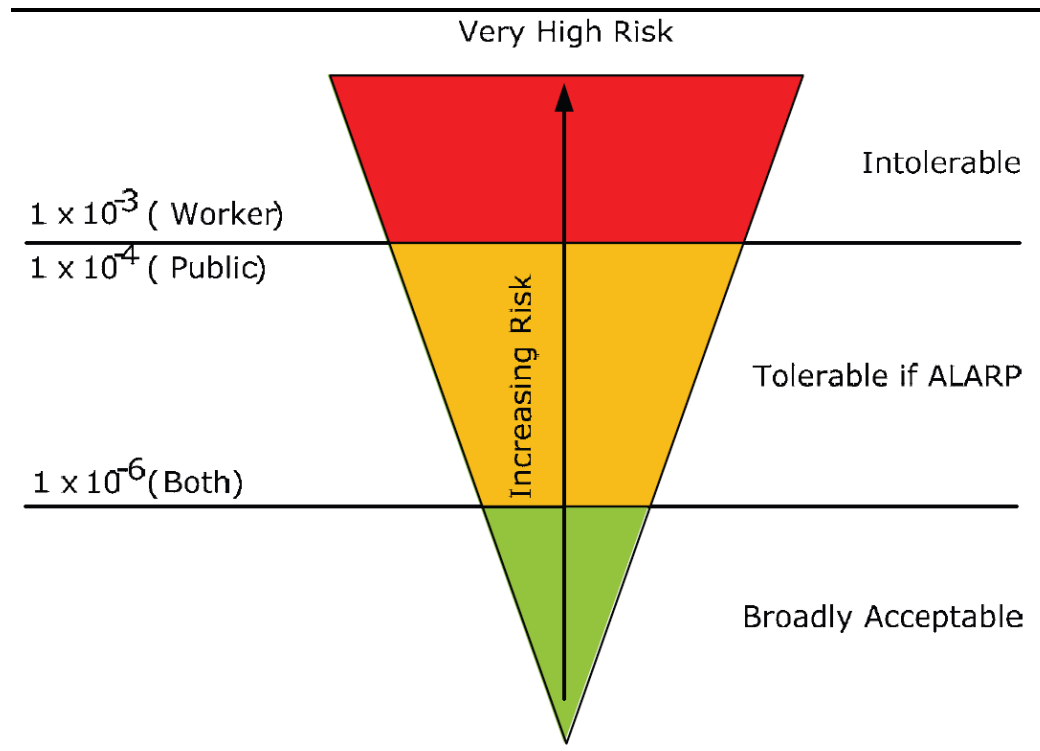 Very High Risk
Intolerable
1 x 10-3 ( Worker)
1 x 10-4 ( Public)
Increasing Risk
Tolerable if ALARP
1 x 10-6 (Both)
Broadly Acceptable